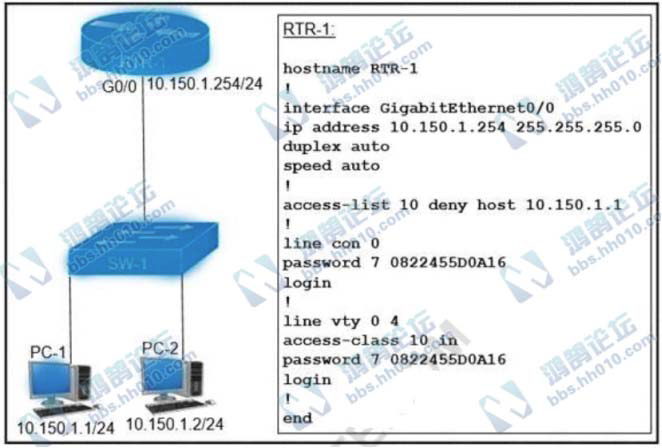 RTR-1
G0/0 10.150.1.254/24
SW-1
PC-1
PC-2
10.150.1.1/24
10.150.1.2/24
RTR-1:
hostname RTR-1
!
interface GigabitEthernet0/0
ip address 10.150.1.254 255.255.255.0
duplex auto
speed auto
!
access-list 10 deny host 10.150.1.1
!
line con 0
password 7 0822455D0A16
login
!
line vty 0 4
access-class 10 in
password 7 0822455D0A16
login
!
end
鸿鹄论坛
bbs.hh010.com